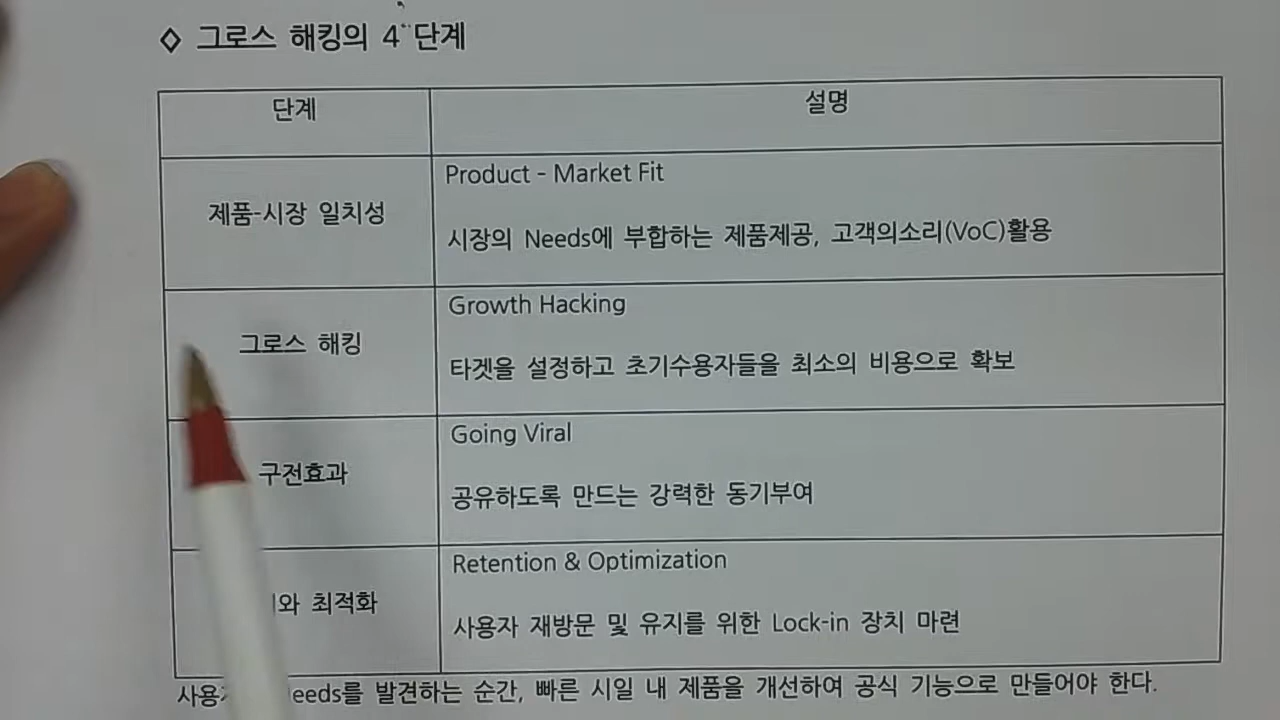 ◇ 그로스 해킹의 4 단계
단계
설명
제품-시장 일치성
Product - Market Fit
시장의 Needs에 부합하는 제품제공, 고객의소리(VoC)활용
그로스 해킹
Growth Hacking
타겟을 설정하고 초기수용자들을 최소의 비용으로 확보
구전효과
Going Viral
공유하도록 만드는 강력한 동기부여
최적화
Retention & Optimization
사용자 재방문 및 유지를 위한 Lock-in 장치 마련
발견하는 순간, 빠른 시일 내 제품을 개선하여 공식 기능으로 만들어야 한다.